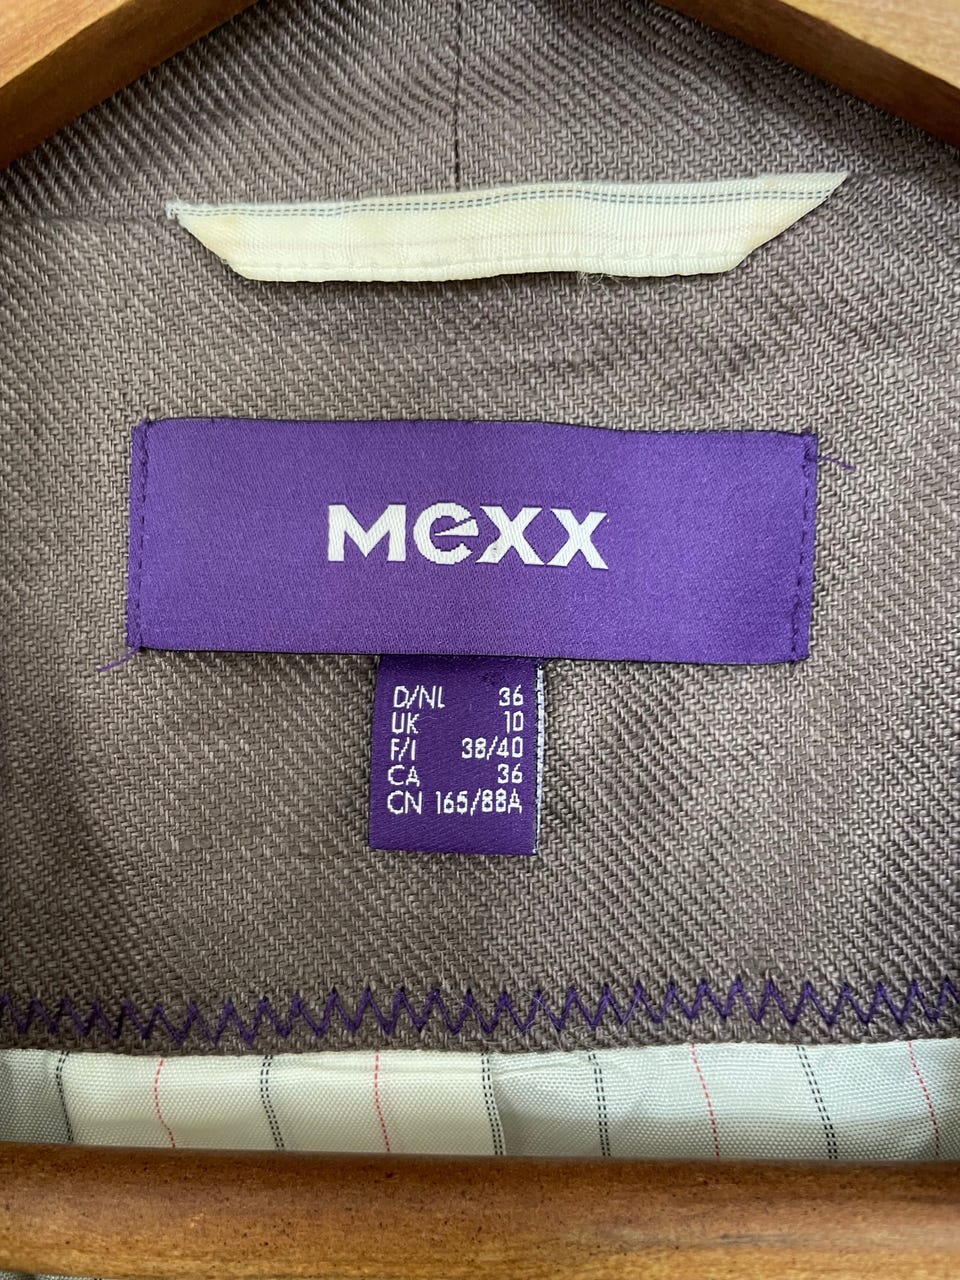 mexx
D/NL 36
UK 10
F/I 38/40
CA 36
CN 165/88A